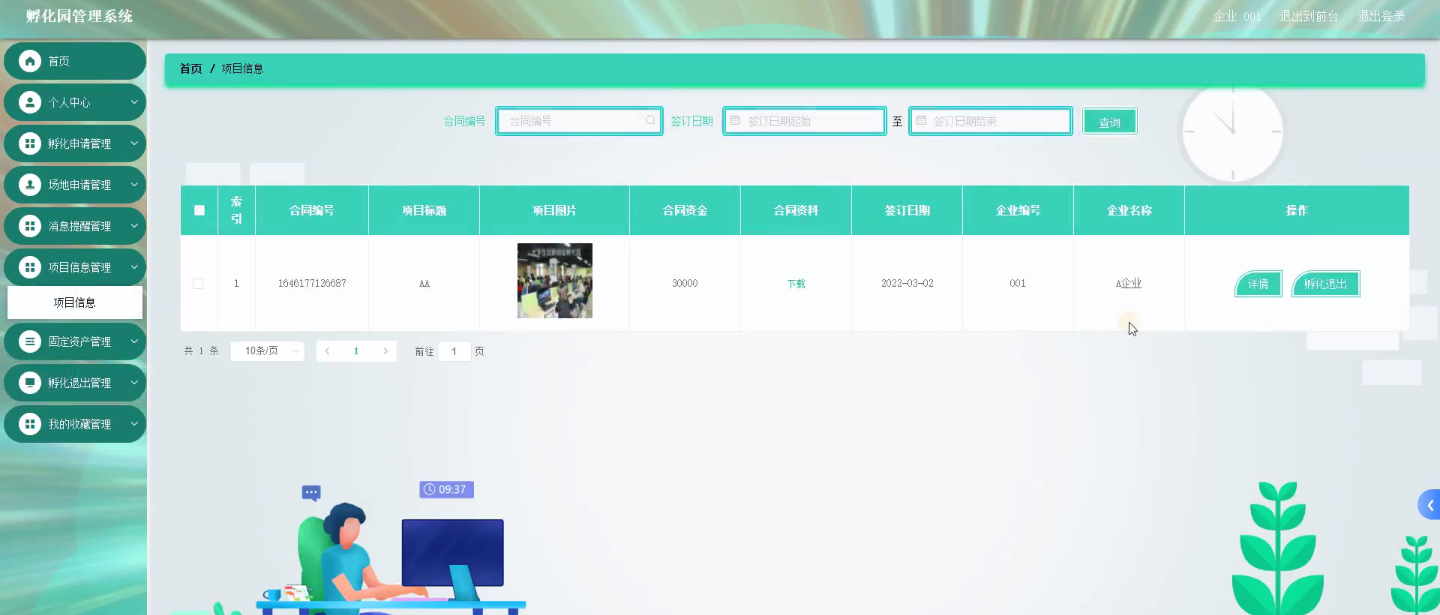 孵化园管理系统
企业 001 退出到前台 退出登录
首页
个人中心
孵化申请管理
场地申请管理
消息提醒管理
项目信息管理
项目信息
固定资产管理
孵化退出管理
我的收藏管理
首页 / 项目信息
合同编号 合同编号 签订日期 签订日期起始 至 签订日期结束 查询
索引 合同编号 项目标题 项目图片 合同资金 合同资料 签订日期 企业编号 企业名称 操作
1 1646177126687 AA 30000 下载 2022-03-02 001 A企业 详情 孵化退出
共 1 条 10条/页 1 前往 1 页
09:37